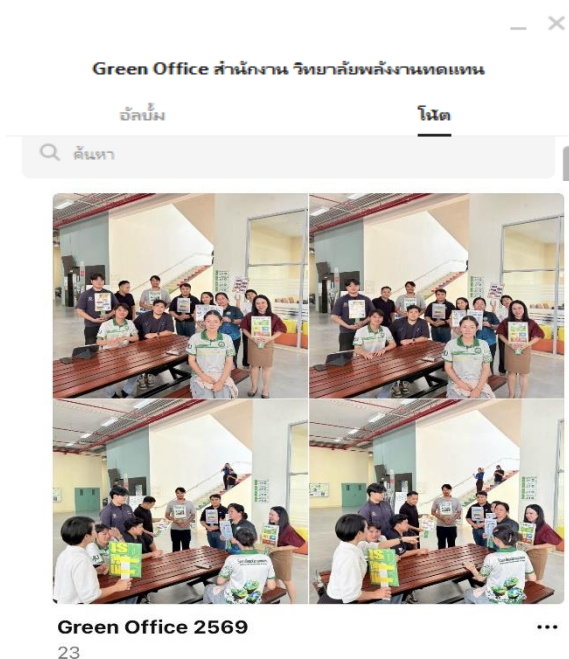 Green Office สำนักงาน วิทยาลัยพลังงานทดแทน
อัลบั้ม
โน้ต
ค้นหา
Green Office 2569
23